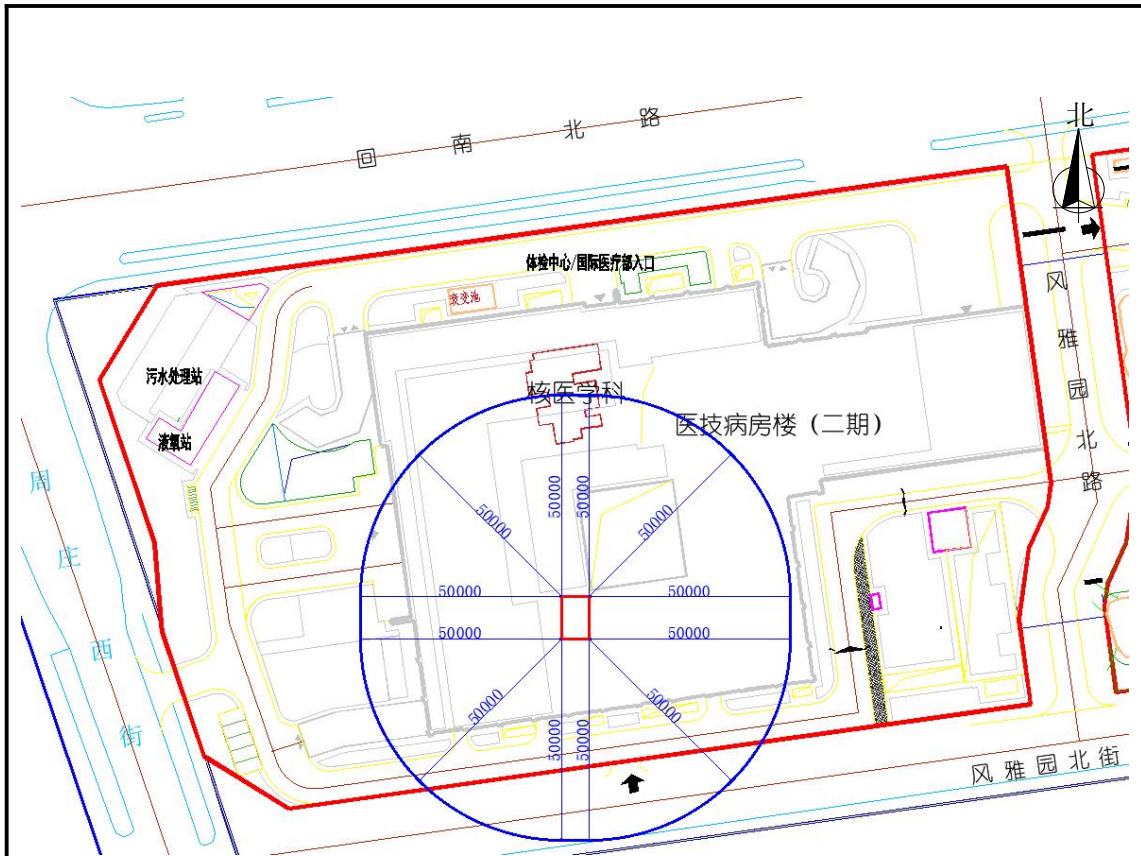 回南北路
北
体检中心/国际医疗部入口
衰变池
风雅园北路
污水处理站
核医学科
医技病房楼（二期）
液氧站
周庄西街
50000
50000
50000
50000
50000
50000
50000
50000
50000
50000
50000
50000
风雅园北街